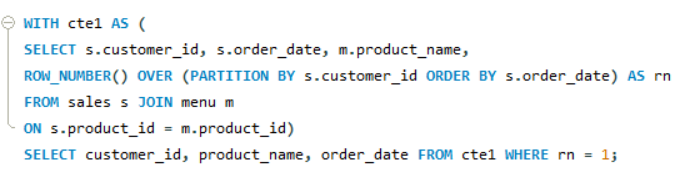 WITH cte1 AS (
SELECT s.customer_id, s.order_date, m.product_name,
ROW_NUMBER() OVER (PARTITION BY s.customer_id ORDER BY s.order_date) AS rn
FROM sales s JOIN menu m
ON s.product_id = m.product_id)
SELECT customer_id, product_name, order_date FROM cte1 WHERE rn = 1;